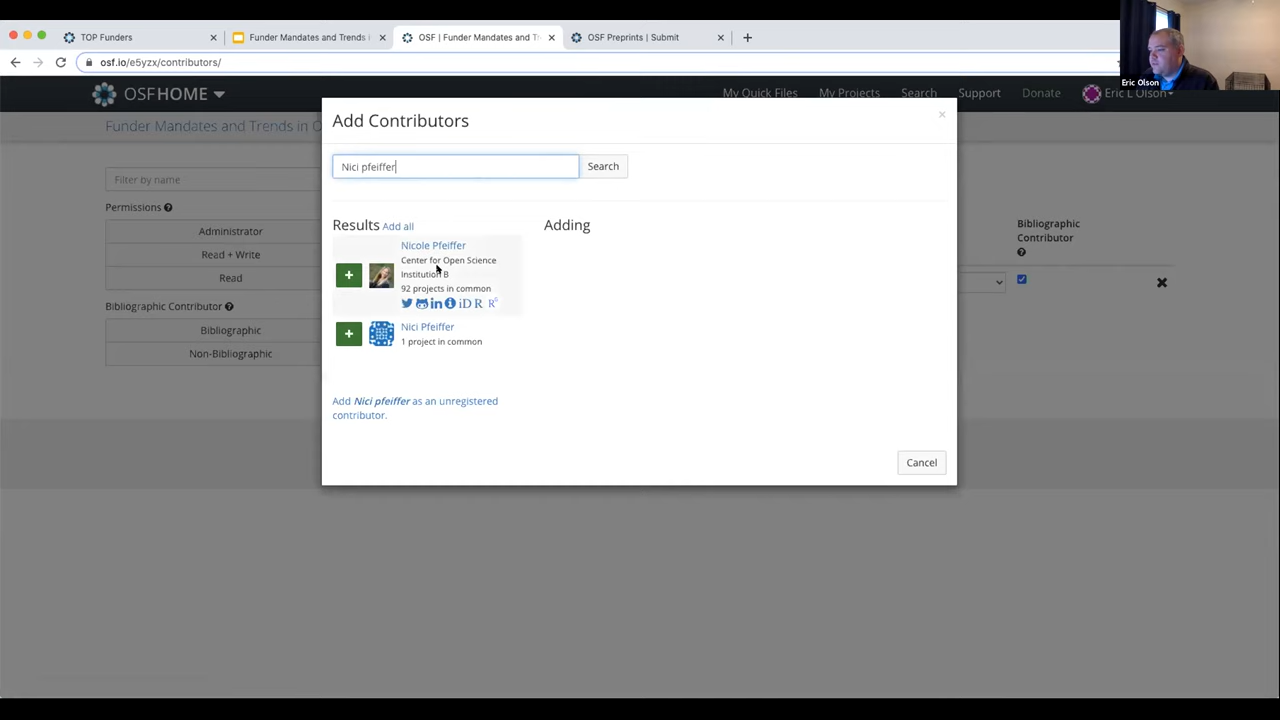 TOP Funders
Funder Mandates and Trends i
OSF | Funder Mandates and T
OSF Preprints | Submit
osf.io/e5yzx/contributors/
Eric Olson
OSFHOME
My Quick Files
My Projects
Search
Support
Donate
Eric L Olson
Funder Mandates and Trends in O
Add Contributors
×
Filter by name
Nici pfeiffer
Search
Permissions
Administrator
Read + Write
Read
Bibliographic Contributor
Bibliographic
Non-Bibliographic
Results Add all
Adding
Bibliographic
Contributor
Nicole Pfeiffer
Center for Open Science
Institution B
92 projects in common
iD R R
Nici Pfeiffer
1 project in common
Add Nici pfeiffer as an unregistered
contributor.
Cancel